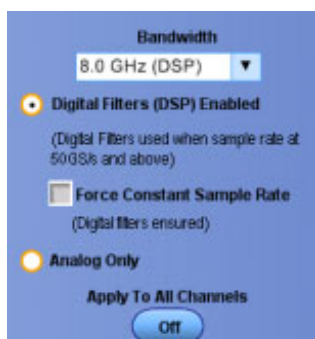 Bandwidth
8.0 GHz (DSP)
Digital Filters (DSP) Enabled
(Digital Filters used when sample rate at
50GS/s and above)
Force Constant Sample Rate
(Digital filters ensured)
Analog Only
Apply To All Channels
Off